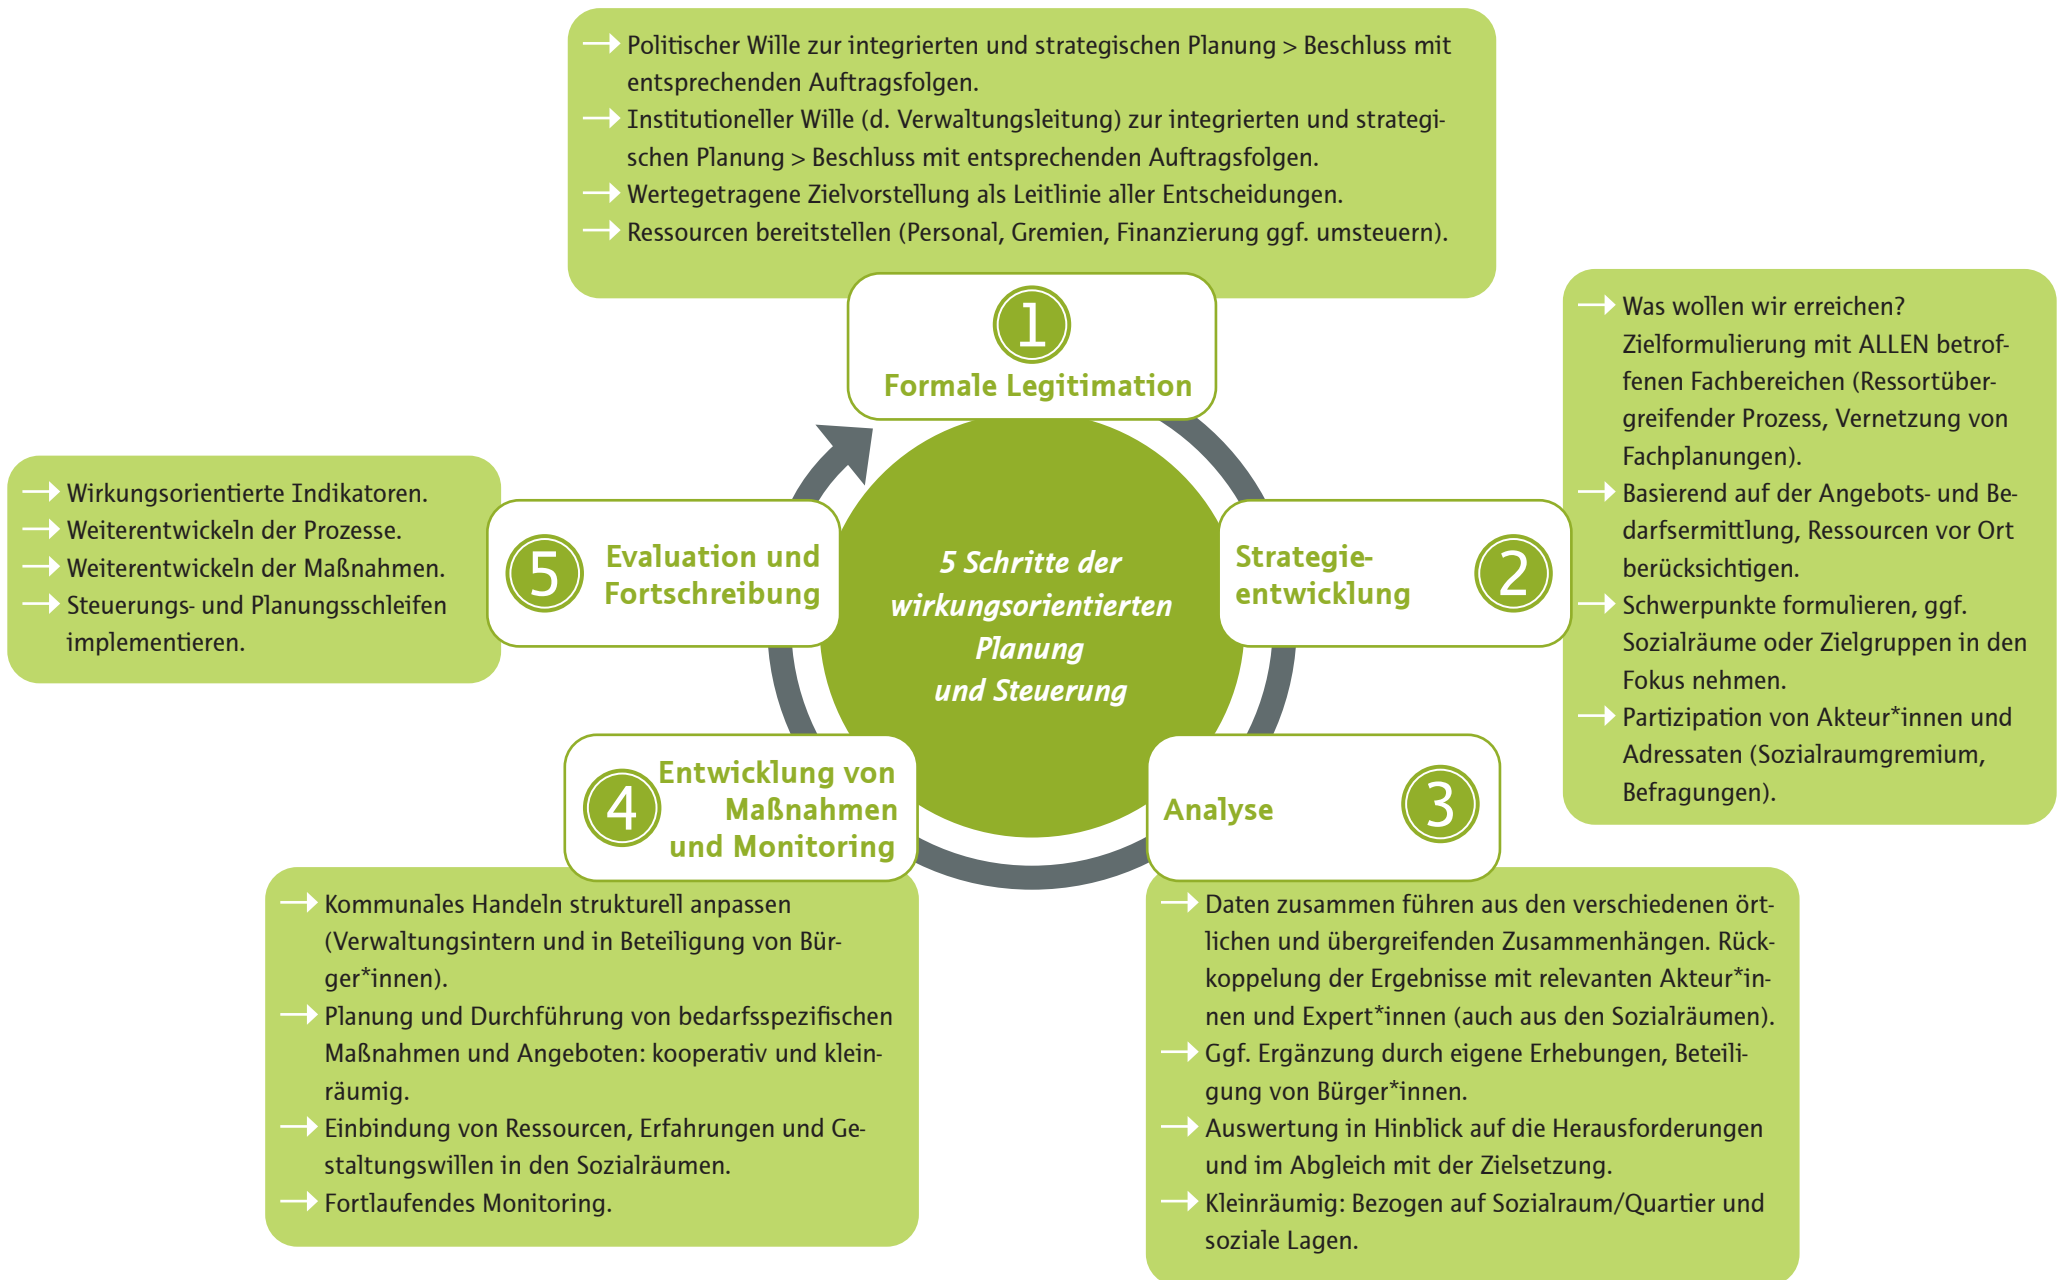 Politischer Wille zur integrierten und strategischen Planung > Beschluss mit
entsprechenden Auftragsfolgen.
Institutioneller Wille (d. Verwaltungsleitung) zur integrierten und strategi-
schen Planung > Beschluss mit entsprechenden Auftragsfolgen.
Wertegetragene Zielvorstellung als Leitlinie aller Entscheidungen.
Ressourcen bereitstellen (Personal, Gremien, Finanzierung ggf. umsteuern).
1
Formale Legitimation
Was wollen wir erreichen?
Zielformulierung mit ALLEN betrof-
fenen Fachbereichen (Ressortüber-
greifender Prozess, Vernetzung von
Fachplanungen).
Basierend auf der Angebots- und Be-
darfsermittlung, Ressourcen vor Ort
berücksichtigen.
Schwerpunkte formulieren, ggf.
Sozialräume oder Zielgruppen in den
Fokus nehmen.
Partizipation von Akteur*innen und
Adressaten (Sozialraumgremium,
Befragungen).
Strategie-
entwicklung
2
5 Schritte der
wirkungsorientierten
Planung
und Steuerung
Analyse
3
Daten zusammen führen aus den verschiedenen ört-
lichen und übergreifenden Zusammenhängen. Rück-
koppelung der Ergebnisse mit relevanten Akteur*in-
nen und Expert*innen (auch aus den Sozialräumen).
Ggf. Ergänzung durch eigene Erhebungen, Beteili-
gung von Bürger*innen.
Auswertung in Hinblick auf die Herausforderungen
und im Abgleich mit der Zielsetzung.
Kleinräumig: Bezogen auf Sozialraum/Quartier und
soziale Lagen.
4
Entwicklung von
Maßnahmen
und Monitoring
Kommunales Handeln strukturell anpassen
(Verwaltungsintern und in Beteiligung von Bür-
ger*innen).
Planung und Durchführung von bedarfsspezifischen
Maßnahmen und Angeboten: kooperativ und klein-
räumig.
Einbindung von Ressourcen, Erfahrungen und Ge-
staltungswillen in den Sozialräumen.
Fortlaufendes Monitoring.
5
Evaluation und
Fortschreibung
Wirkungsorientierte Indikatoren.
Weiterentwickeln der Prozesse.
Weiterentwickeln der Maßnahmen.
Steuerungs- und Planungsschleifen
implementieren.